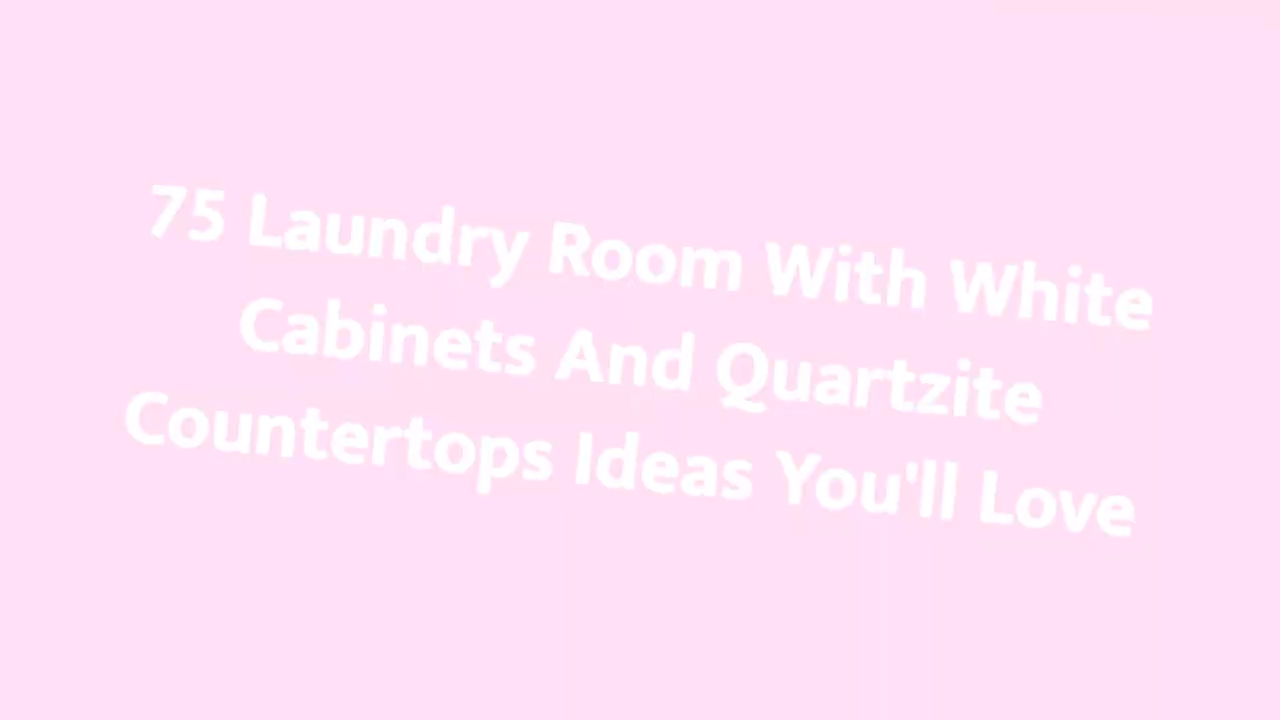 75 Laundry Room With White
Cabinets And Quartzite
Countertops Ideas You'll Love